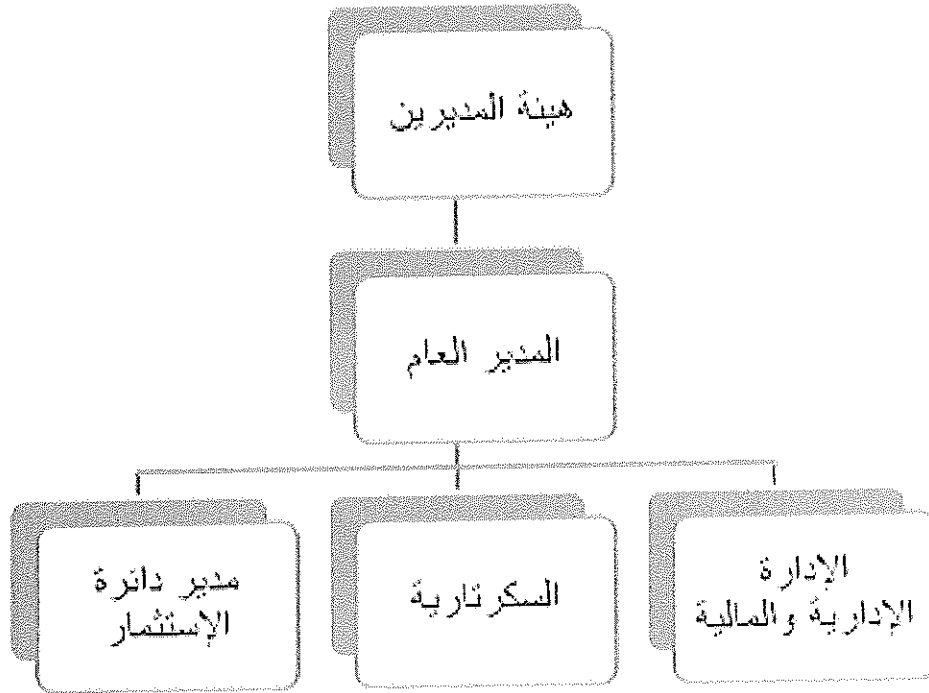 هيئة المديرين
المدير العام
الإدارة
الإدارية والمالية
السكرتارية
مدير دائرة
الإستثمار